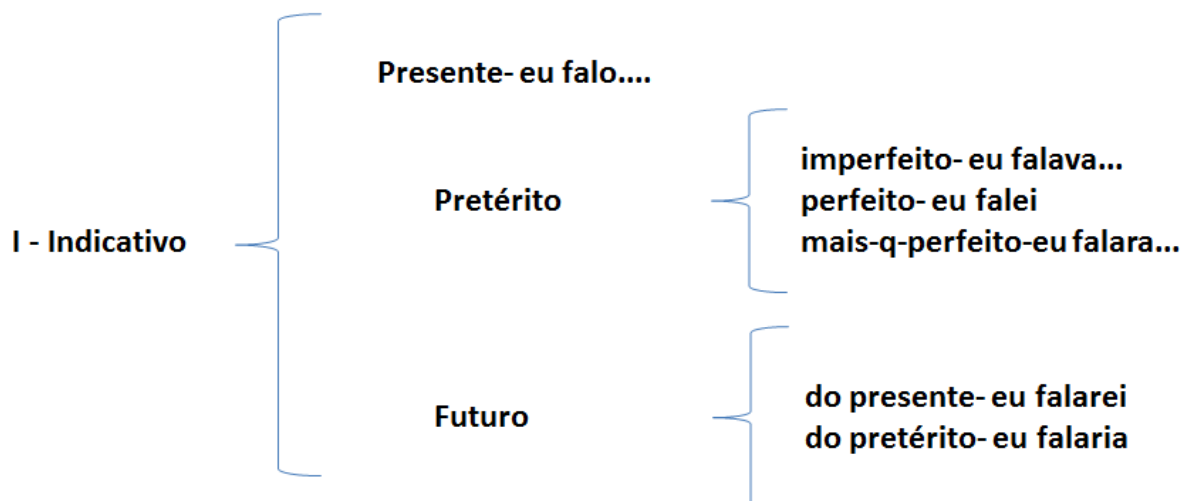 Presente- eu falo....
imperfeito- eu falava...
Pretérito
perfeito- eu falei
mais-q-perfeito-eu falara...
I - Indicativo
Futuro
do presente- eu falarei
do pretérito- eu falaria